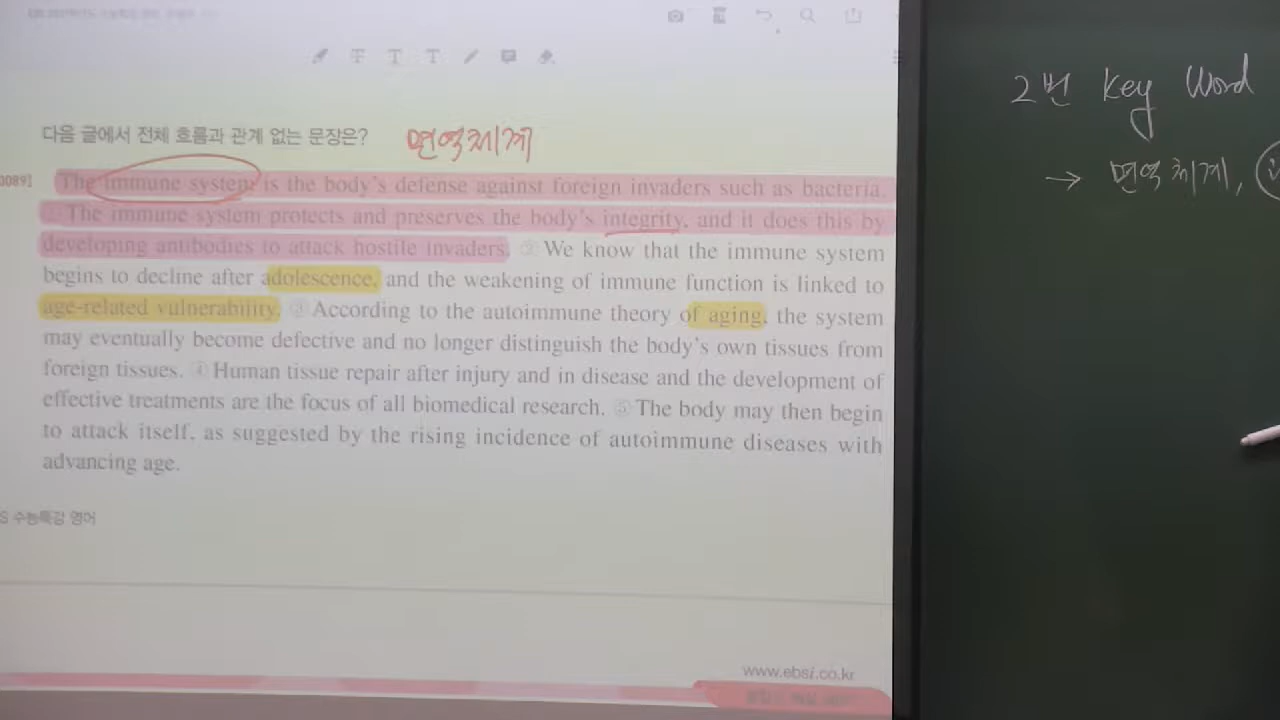 다음 글에서 전체 흐름과 관계 없는 문장은? 면역체계
0089]
The immune system is the body's defense against foreign invaders such as bacteria.
① The immune system protects and preserves the body's integrity, and it does this by
developing antibodies to attack hostile invaders. ② We know that the immune system
begins to decline after adolescence, and the weakening of immune function is linked to
age-related vulnerability. ③ According to the autoimmune theory of aging, the system
may eventually become defective and no longer distinguish the body's own tissues from
foreign tissues. ④ Human tissue repair after injury and in disease and the development of
effective treatments are the focus of all biomedical research. ⑤ The body may then begin
to attack itself, as suggested by the rising incidence of autoimmune diseases with
advancing age.
S 수능특강 영어
www.ebsi.co.kr
2번 Key Word
→ 면역체계,